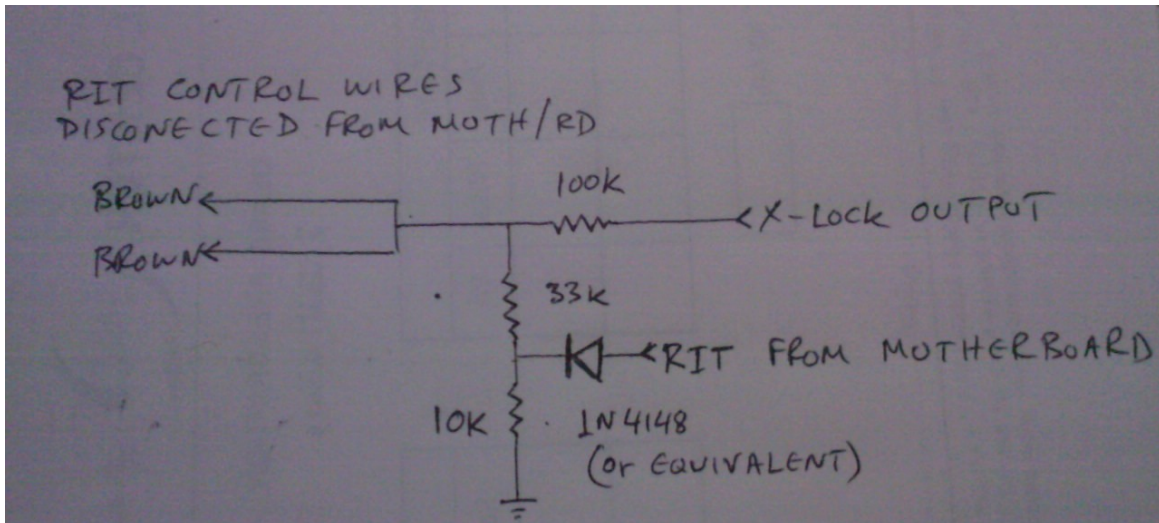 RIT CONTROL WIRES
DISCONECTED FROM MOTH/RD
BROWN
100K
X-LOCK OUTPUT
BROWN
33K
RIT FROM MOTHERBOARD
10K
1N4148
(or EQUIVALENT)